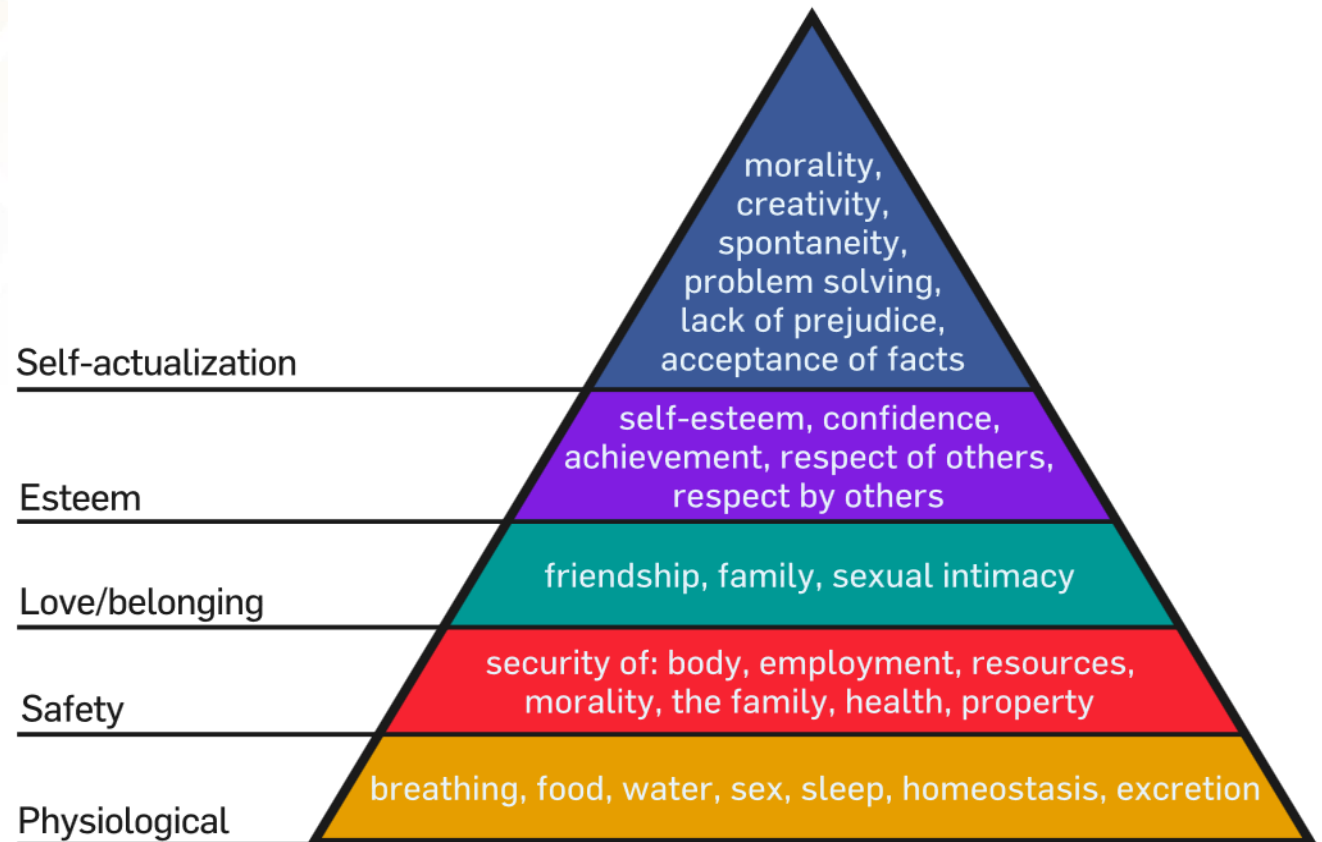 morality,
creativity,
spontaneity,
problem solving,
lack of prejudice,
acceptance of facts
Self-actualization
self-esteem, confidence,
achievement, respect of others,
respect by others
Esteem
friendship, family, sexual intimacy
Love/belonging
security of: body, employment, resources,
morality, the family, health, property
Safety
breathing, food, water, sex, sleep, homeostasis, excretion
Physiological